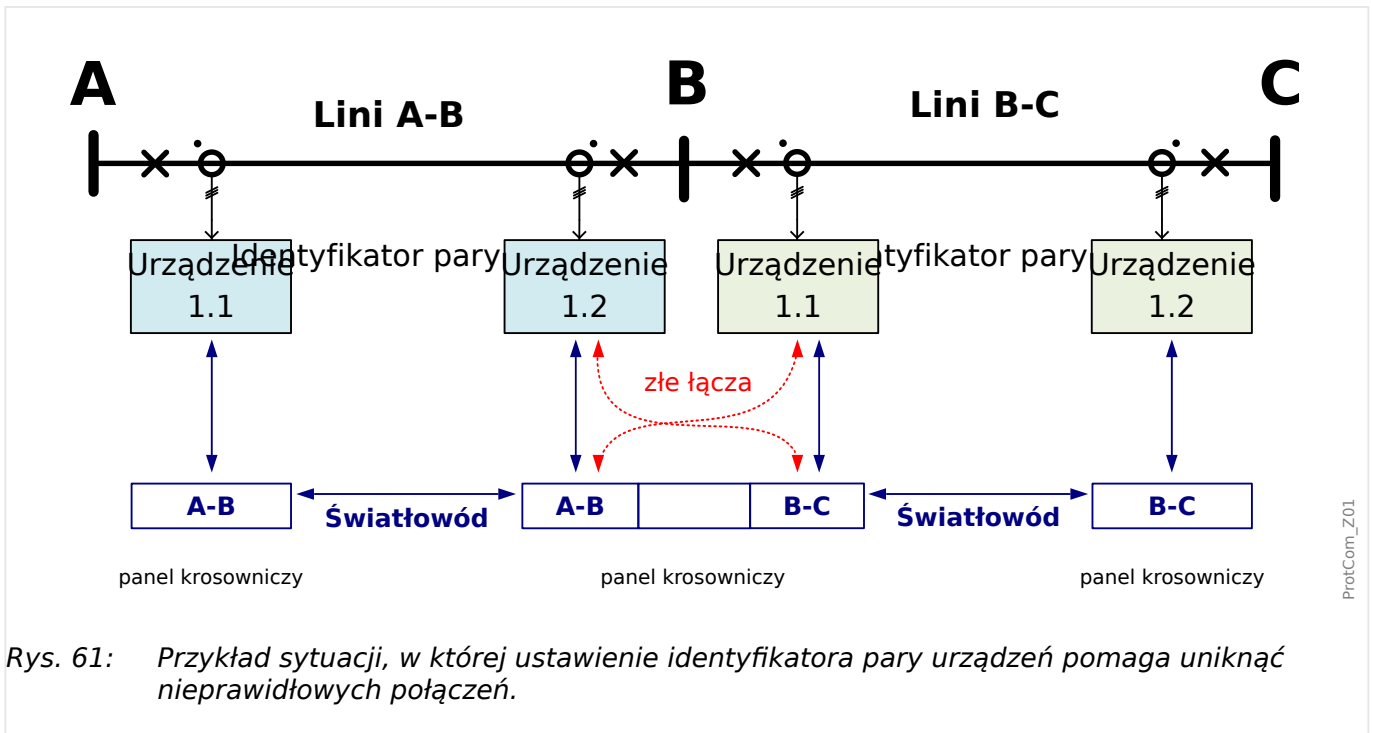 A
B
C
Lini A-B
Lini B-C
Urządzenie
1.1
Identyfikator pary
Urządzenie
1.2
Urządzenie
1.1
tyfikator pary
Urządzenie
1.2
złe łącza
A-B
Światłowód
A-B
B-C
Światłowód
B-C
panel krosowniczy
panel krosowniczy
panel krosowniczy
ProtCom_Z01
Rys. 61: Przykład sytuacji, w której ustawienie identyfikatora pary urządzeń pomaga uniknąć
nieprawidłowych połączeń.